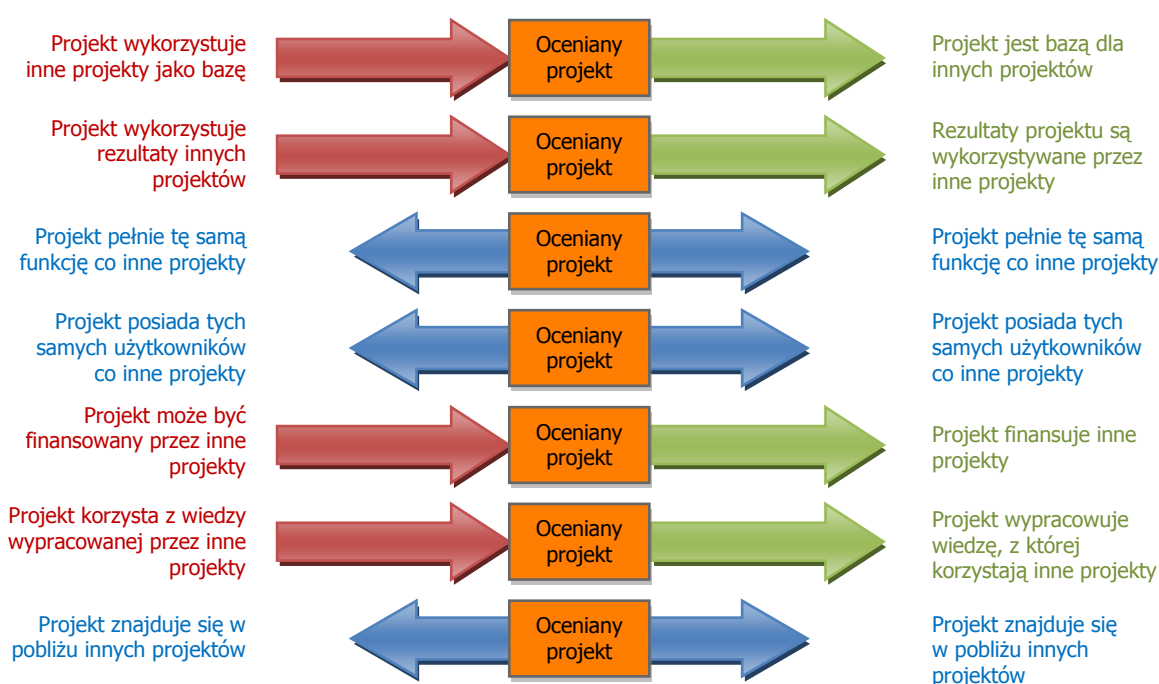 Projekt wykorzystuje
inne projekty jako bazę
Oceniany
projekt
Projekt jest bazą dla
innych projektów
Projekt wykorzystuje
rezultaty innych
projektów
Oceniany
projekt
Rezultaty projektu są
wykorzystywane przez
inne projekty
Projekt pełnie tę samą
funkcję co inne projekty
Oceniany
projekt
Projekt pełnie tę samą
funkcję co inne projekty
Projekt posiada tych
samych użytkowników
co inne projekty
Oceniany
projekt
Projekt posiada tych
samych użytkowników
co inne projekty
Projekt może być
finansowany przez inne
projekty
Oceniany
projekt
Projekt finansuje inne
projekty
Projekt korzysta z wiedzy
wypracowanej przez inne
projekty
Oceniany
projekt
Projekt wypracowuje
wiedzę, z której
korzystają inne projekty
Projekt znajduje się w
pobliżu innych projektów
Oceniany
projekt
Projekt znajduje się
w pobliżu innych
projektów